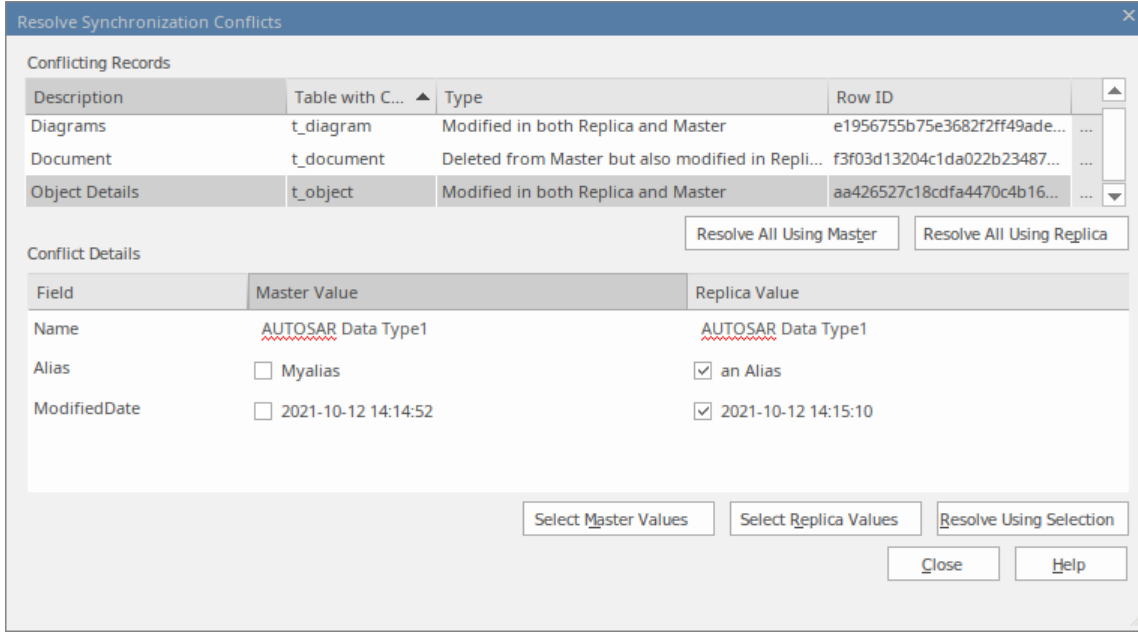 Resolve Synchronization Conflicts
Conflicting Records
Description Table with C... Type Row ID
Diagrams t_diagram Modified in both Replica and Master e1956755b75e3682f2ff49ade... ...
Document t_document Deleted from Master but also modified in Repli... f3f03d13204c1da022b23487... ...
Object Details t_object Modified in both Replica and Master aa426527c18cdfa4470c4b16... ...
Resolve All Using Master Resolve All Using Replica
Conflict Details
Field Master Value Replica Value
Name AUTOSAR Data Type1 AUTOSAR Data Type1
Alias Myalias an Alias
ModifiedDate 2021-10-12 14:14:52 2021-10-12 14:15:10
Select Master Values Select Replica Values Resolve Using Selection
Close Help